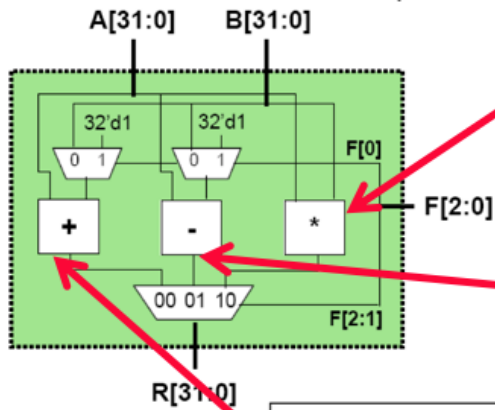 A[31:0] B[31:0]
32'd1 32'd1
0 1 0 1 F[0]
+ - * F[2:0]
00 01 10
F[2:1]
R[31:0]